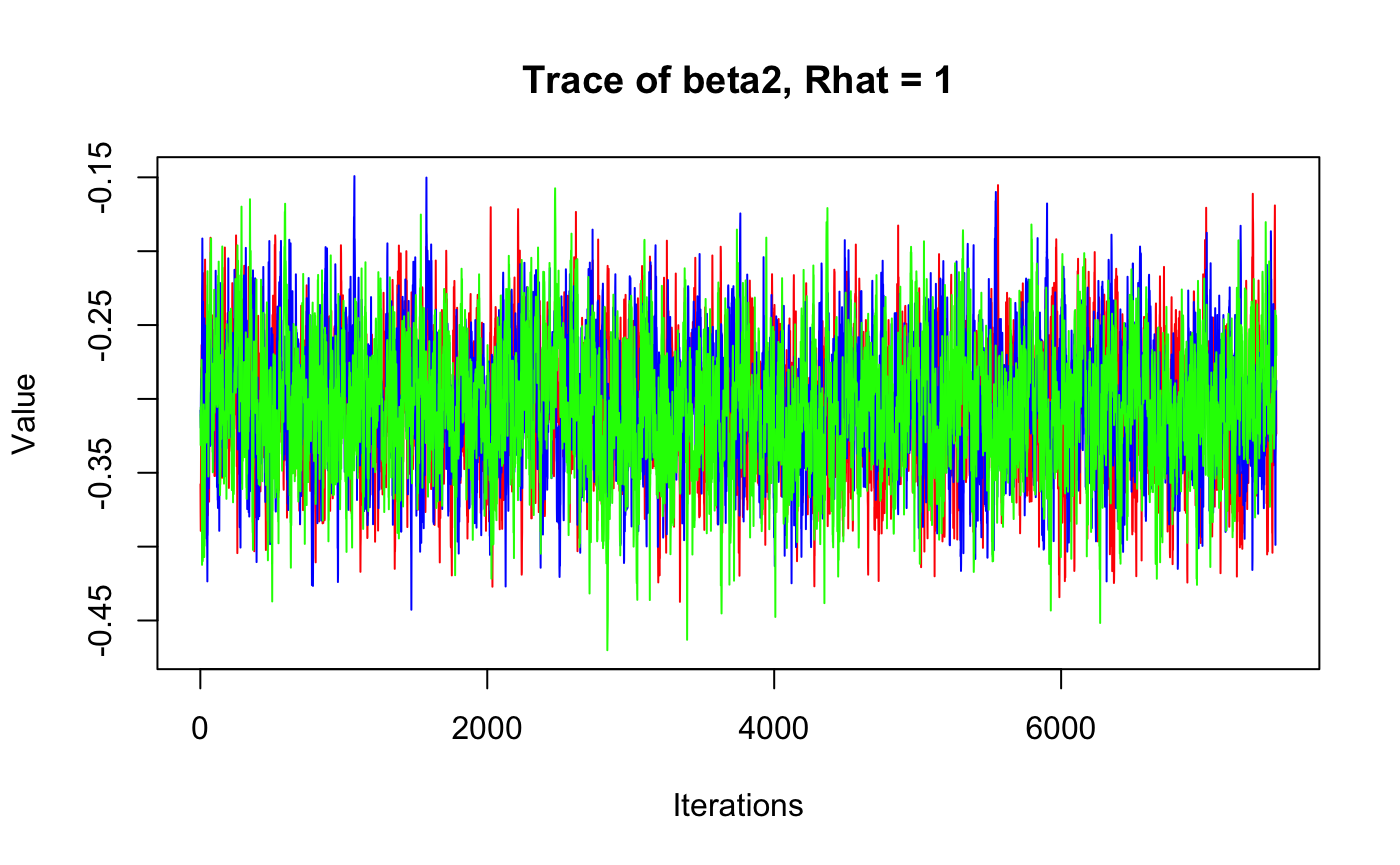 Trace of beta2, Rhat = 1
-0.15
-0.25
-0.35
-0.45
Value
0 2000 4000 6000
Iterations